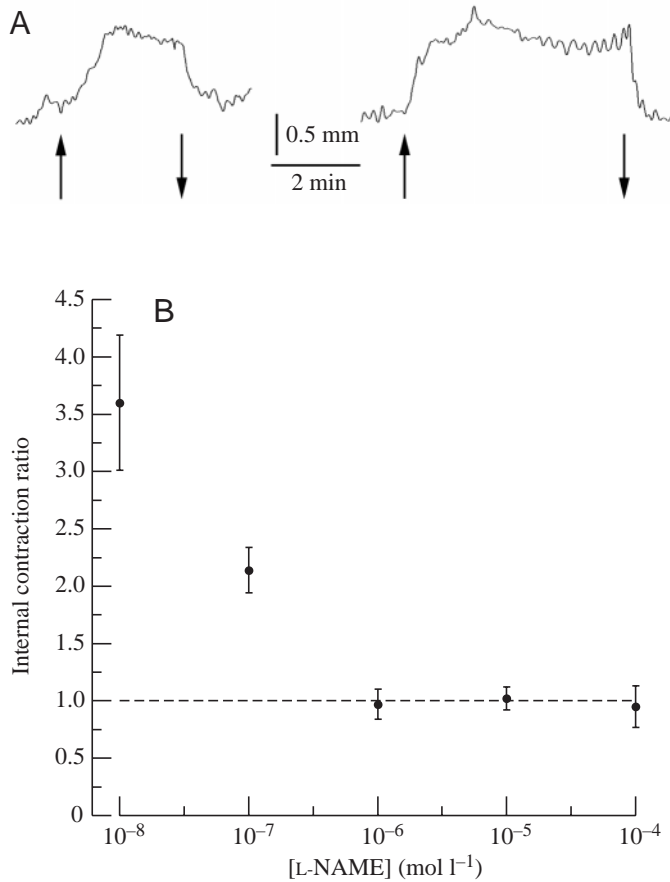 A
0.5 mm
2 min
B
4.5
4.0
3.5
3.0
2.5
2.0
1.5
1.0
0.5
0
Internal contraction ratio
10⁻⁸ 10⁻⁷ 10⁻⁶ 10⁻⁵ 10⁻⁴
[L-NAME] (mol l⁻¹)